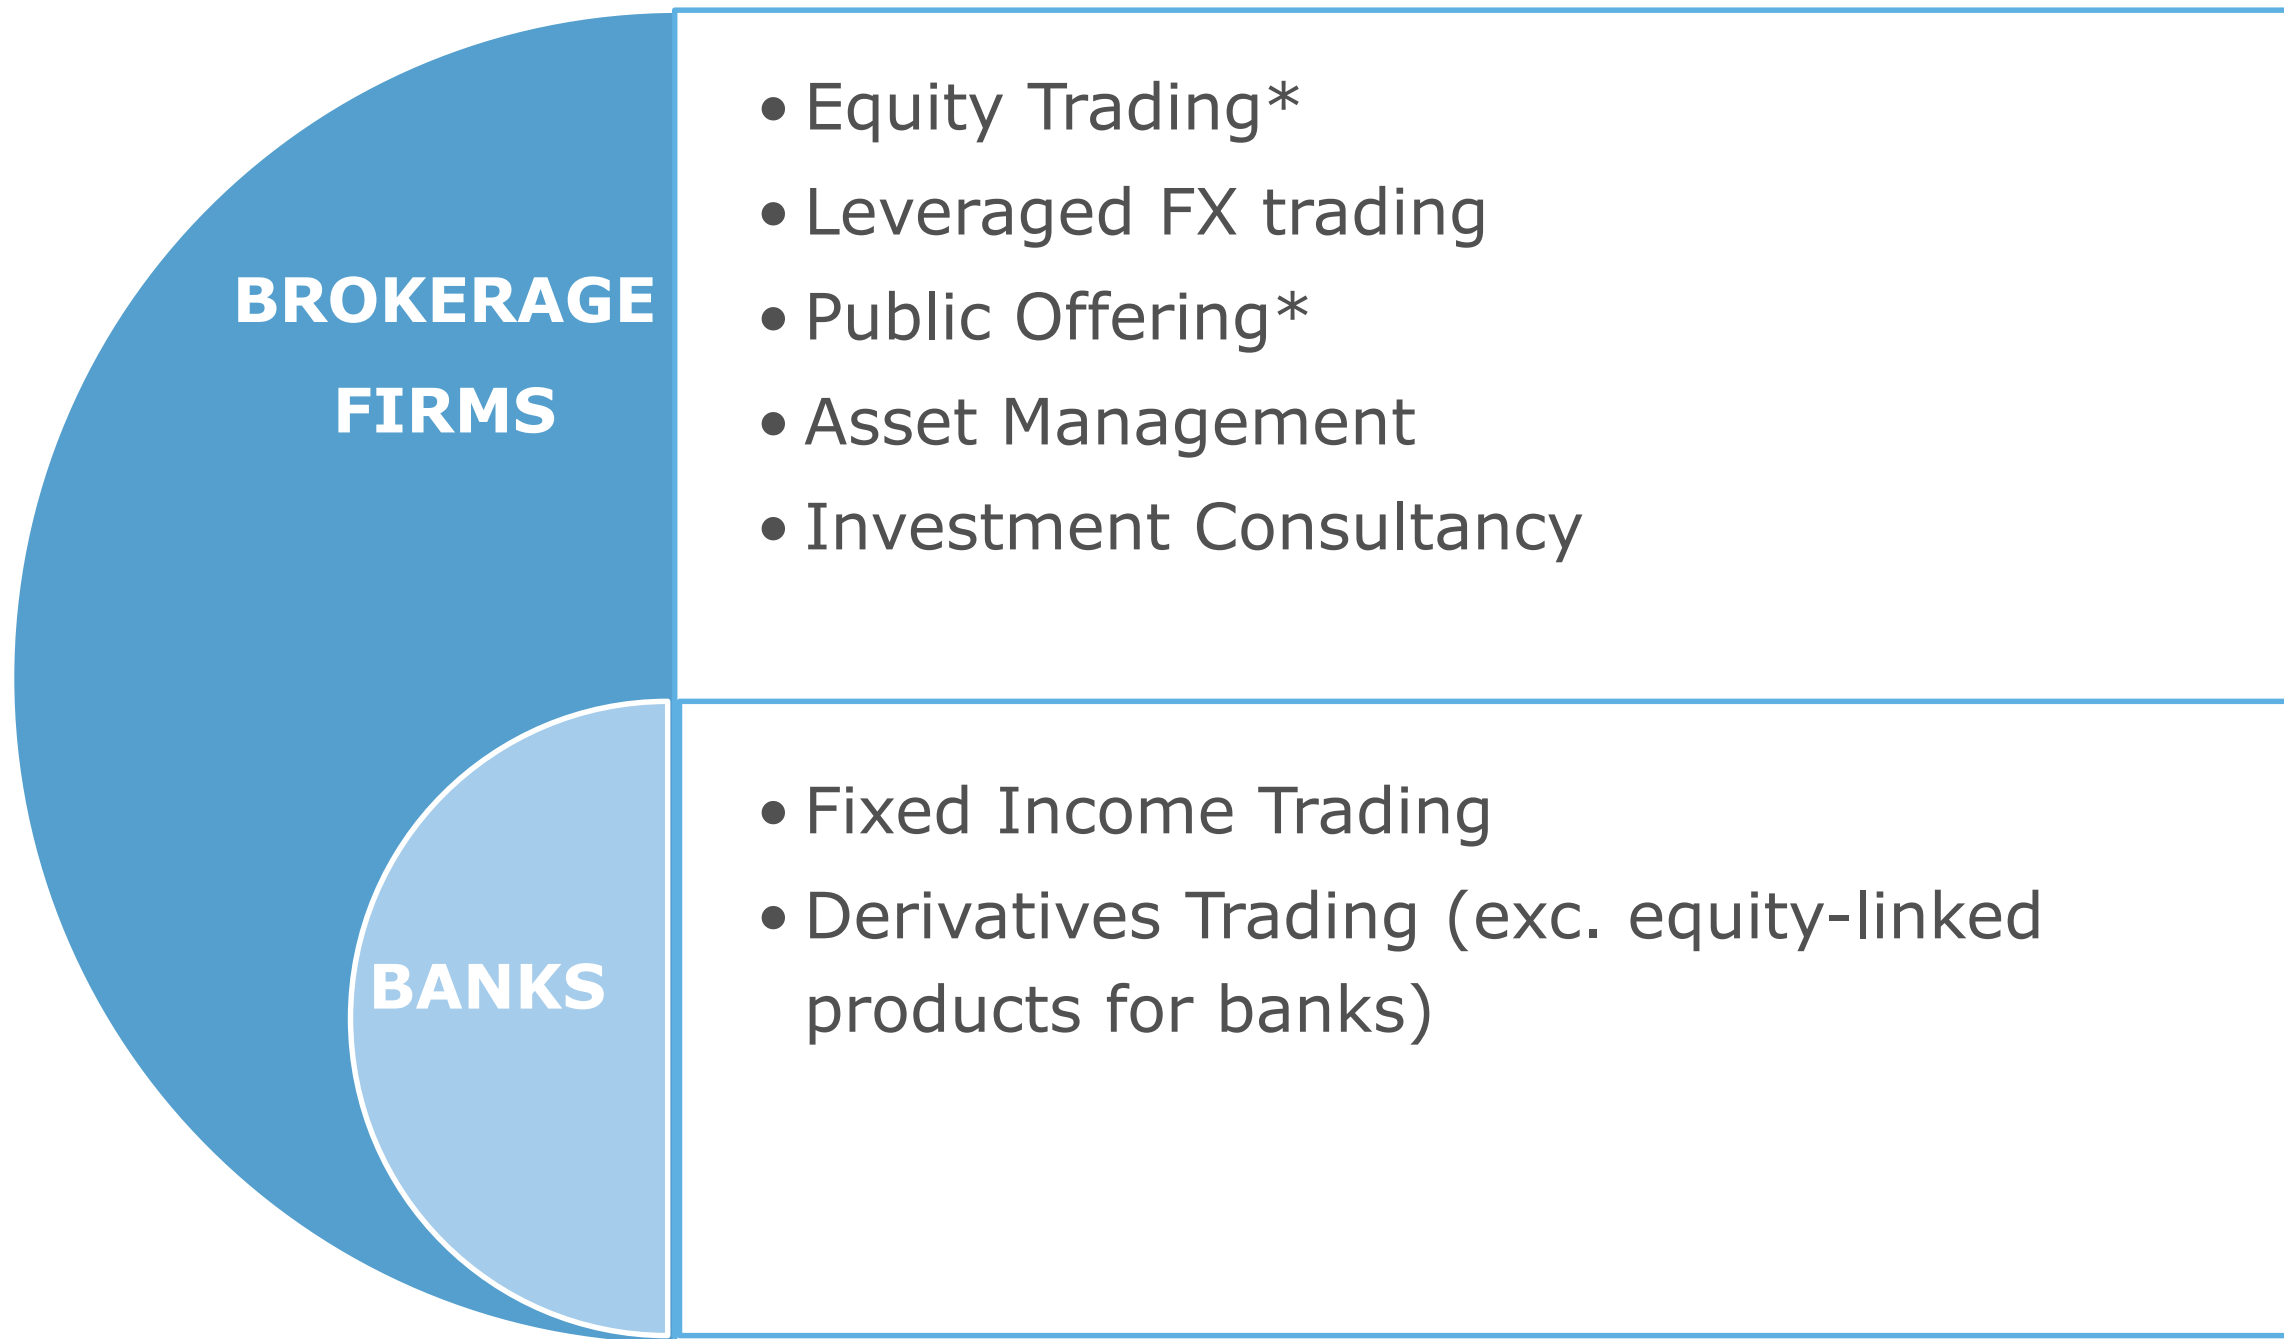 BROKERAGE
FIRMS
• Equity Trading*
• Leveraged FX trading
• Public Offering*
• Asset Management
• Investment Consultancy
BANKS
• Fixed Income Trading
• Derivatives Trading (exc. equity-linked
products for banks)